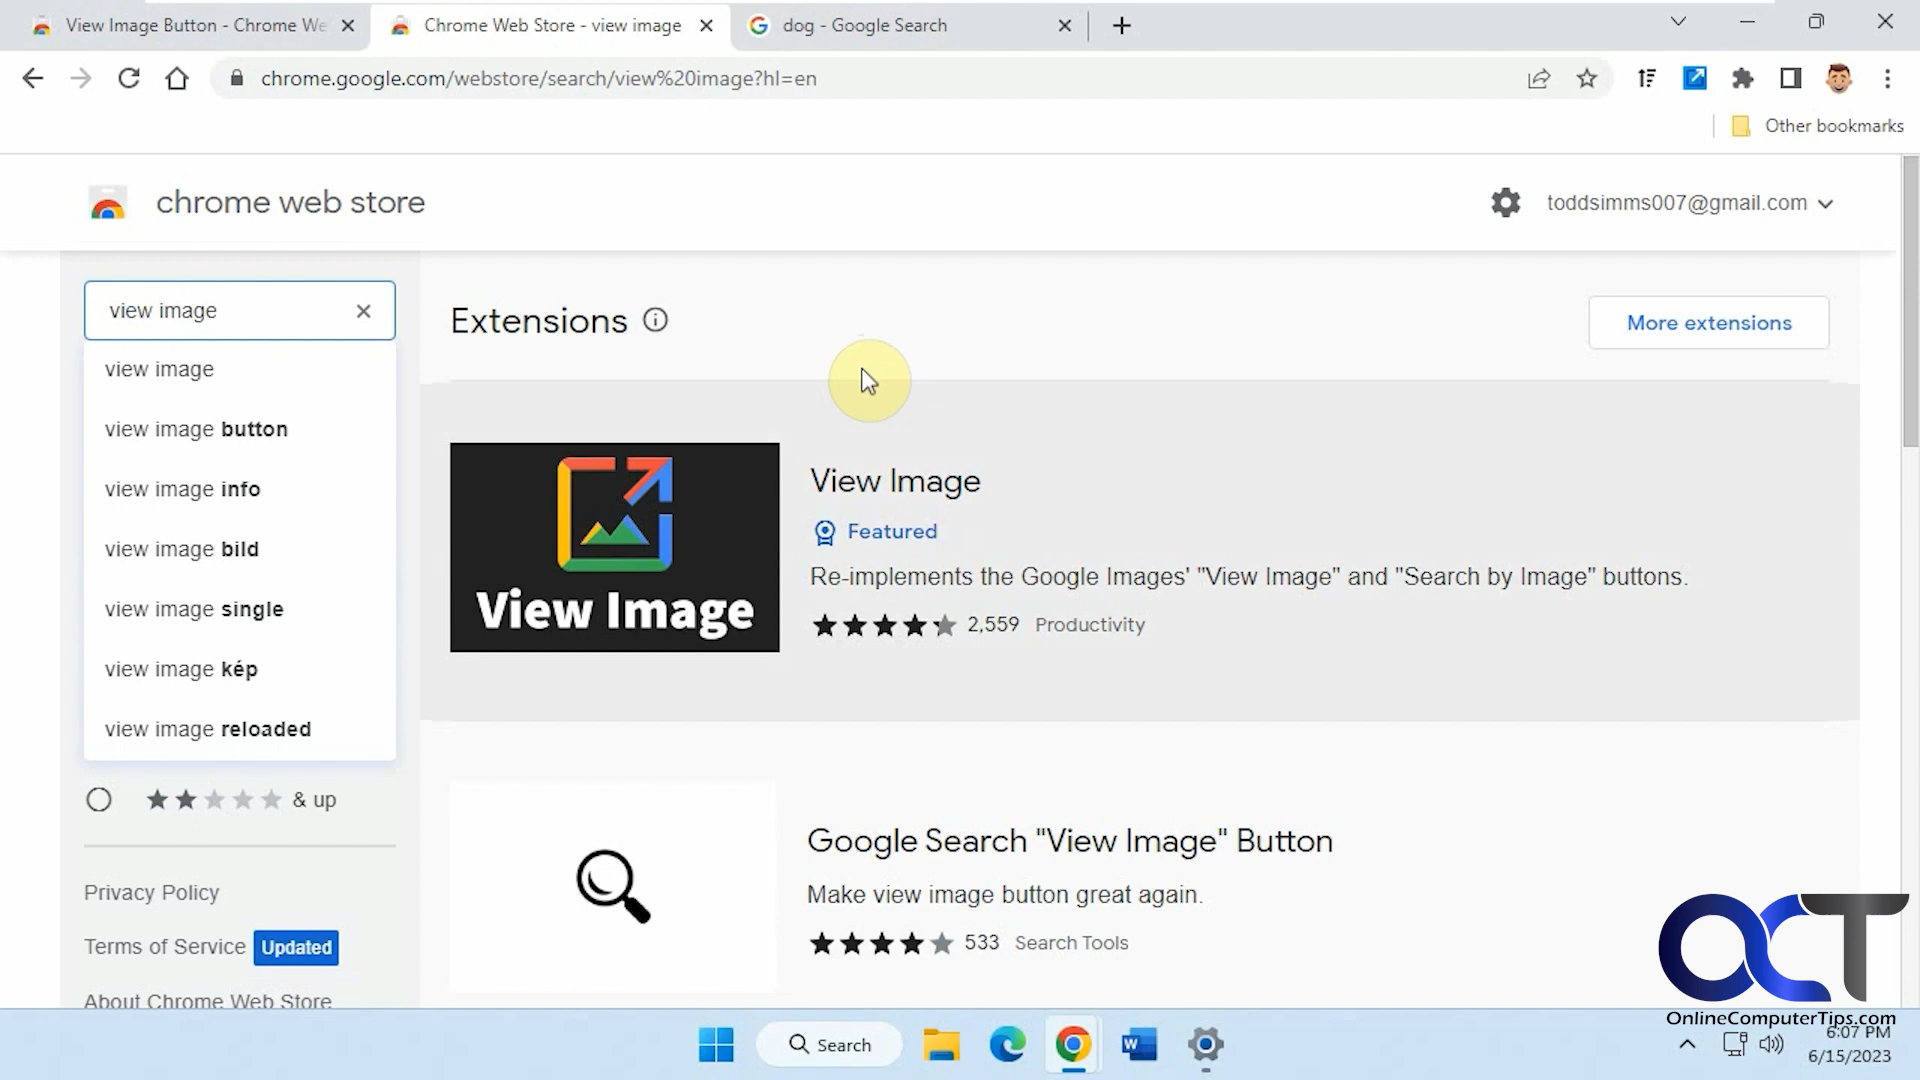 View Image Button - Chrome We
Chrome Web Store - view image
dog - Google Search
chrome.google.com/webstore/search/view%20image?hl=en
Other bookmarks
chrome web store
toddsimms007@gmail.com
view image
Extensions
More extensions
view image
view image button
view image info
view image bild
view image single
view image kép
view image reloaded
View Image
View Image
Featured
Re-implements the Google Images' "View Image" and "Search by Image" buttons.
2,559 Productivity
& up
Google Search "View Image" Button
Make view image button great again.
533 Search Tools
Privacy Policy
Terms of Service Updated
About Chrome Web Store
OCT
OnlineComputerTips.com
Search
W
6:07 PM
6/15/2023